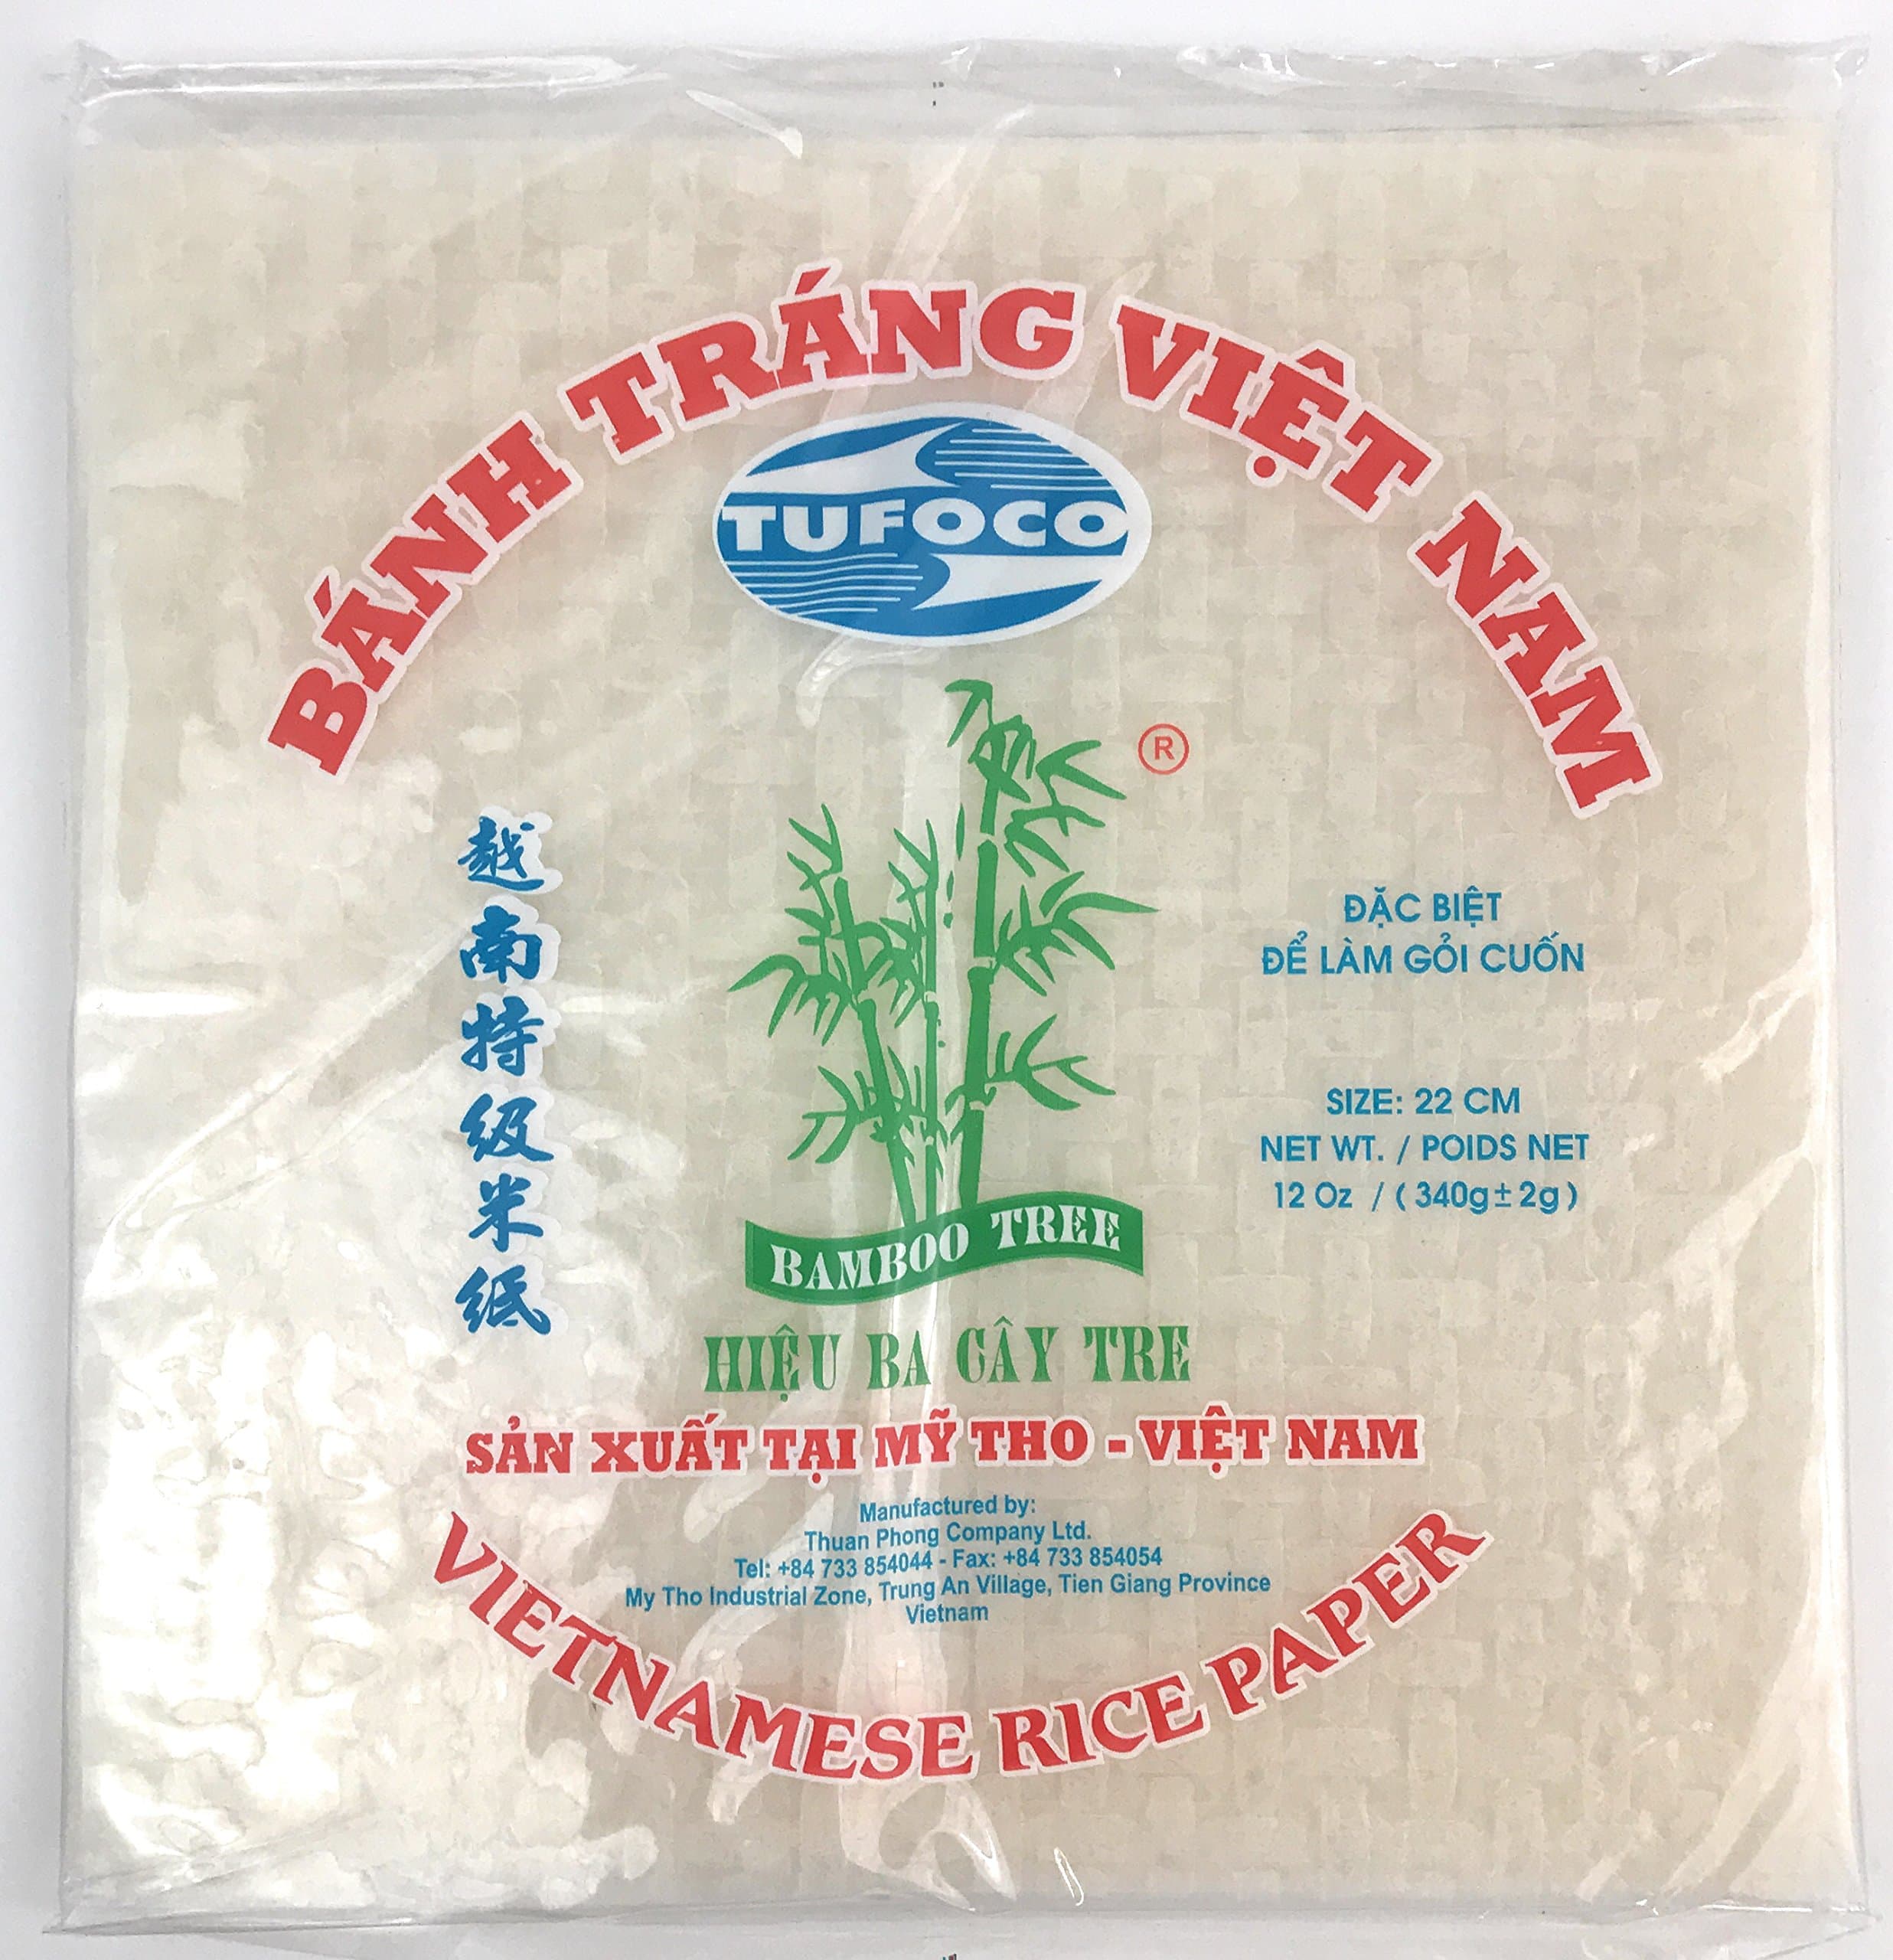 BÁNH TRÁNG VIỆT NAM
TUFOCO
®
越南特级米纸
ĐẶC BIỆT
ĐỂ LÀM GỎI CUỐN
SIZE: 22 CM
NET WT. / POIDS NET
12 Oz / ( 340g ± 2g )
BAMBOO TREE
HIỆU BA CÂY TRE
SẢN XUẤT TẠI MỸ THO - VIỆT NAM
Manufactured by:
Thuan Phong Company Ltd.
Tel: +84 733 854044 - Fax: +84 733 854054
My Tho Industrial Zone, Trung An Village, Tien Giang Province
Vietnam
VIETNAMESE RICE PAPER